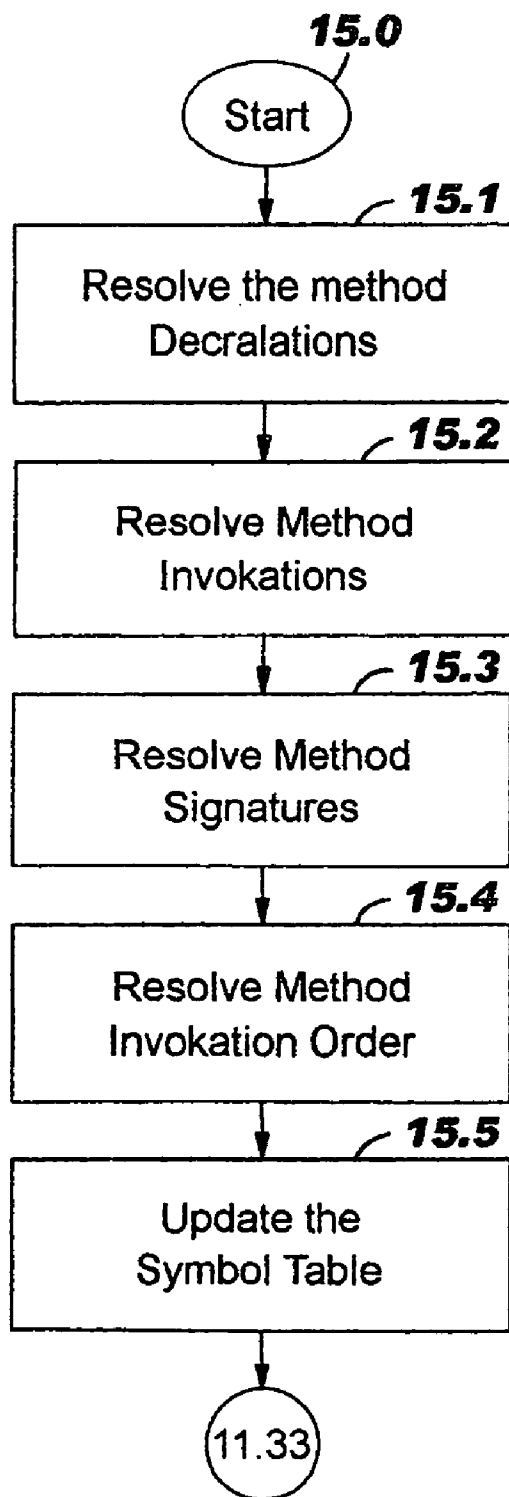 15.0
Start
15.1
Resolve the method
Decralations
15.2
Resolve Method
Invokations
15.3
Resolve Method
Signatures
15.4
Resolve Method
Invokation Order
15.5
Update the
Symbol Table
11.33